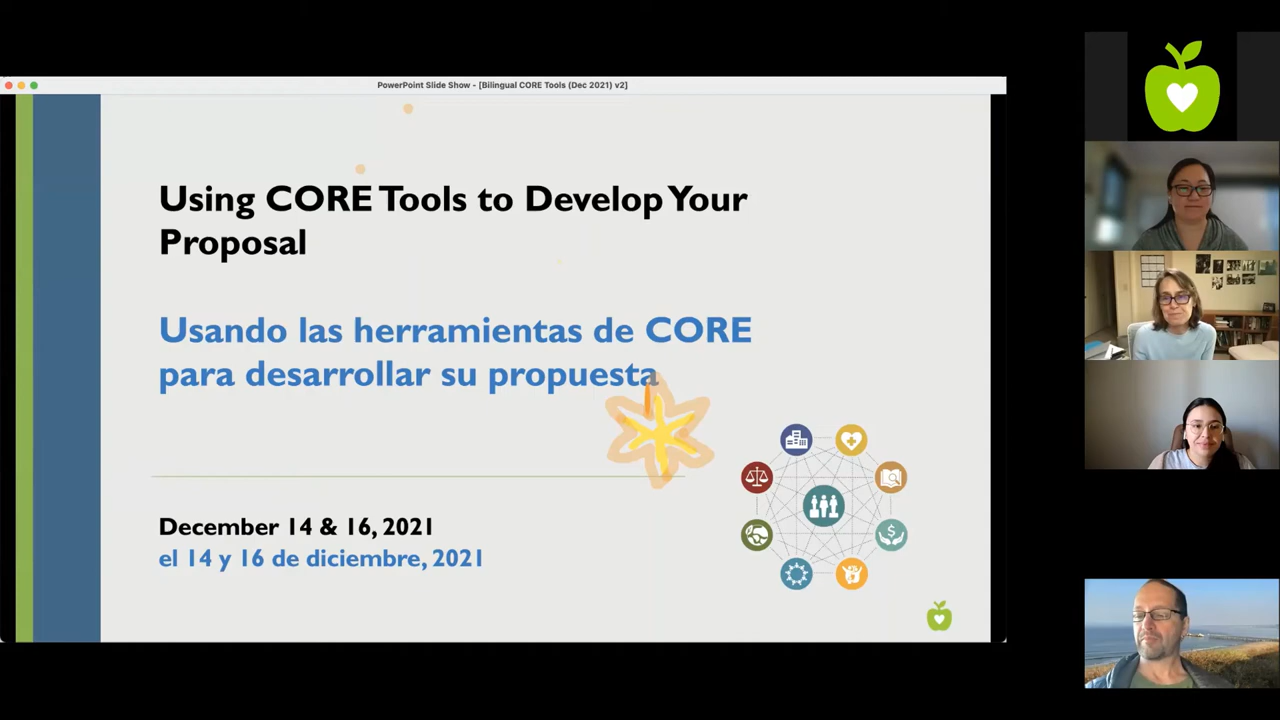 PowerPoint Slide Show - [Bilingual CORE Tools (Dec 2021) v2]
Using CORE Tools to Develop Your
Proposal
Usando las herramientas de CORE
para desarrollar su propuesta
December 14 & 16, 2021
el 14 y 16 de diciembre, 2021